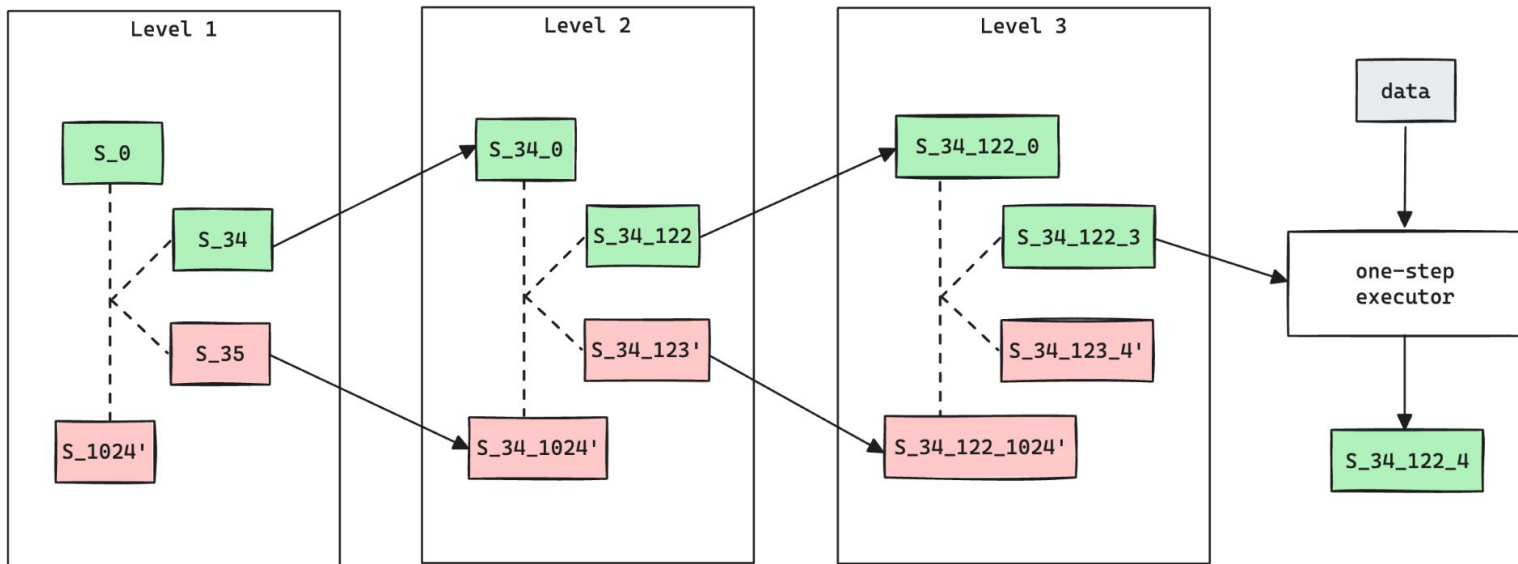 Level 1
S_0
S_34
S_35
S_1024'
Level 2
S_34_0
S_34_122
S_34_123'
S_34_1024'
Level 3
S_34_122_0
S_34_122_3
S_34_123_4'
S_34_122_1024'
data
one-step
executor
S_34_122_4